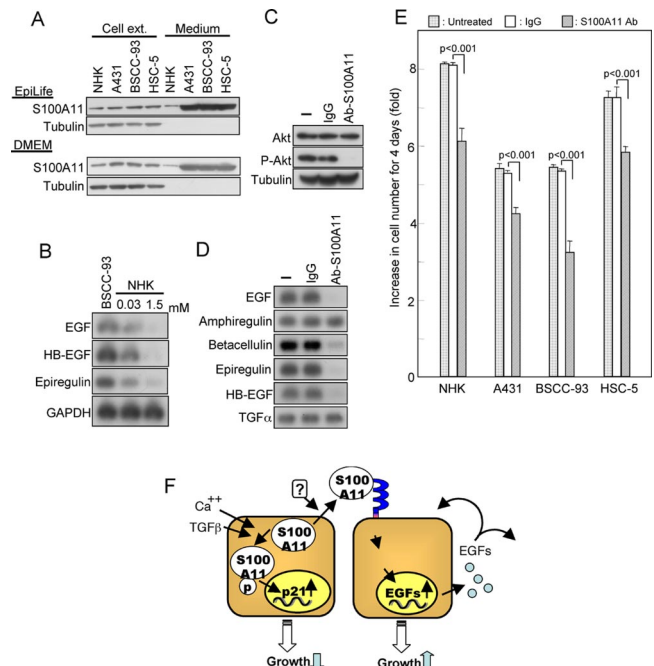 A
Cell ext. Medium
NHK A431 BSCC-93 HSC-5 NHK A431 BSCC-93 HSC-5
EpiLife
S100A11
Tubulin
DMEM
S100A11
Tubulin
B
BSCC-93 NHK
0.03 1.5 mM
EGF
HB-EGF
Epiregulin
GAPDH
C
— IgG Ab-S100A11
Akt
P-Akt
Tubulin
D
— IgG Ab-S100A11
EGF
Amphiregulin
Betacellulin
Epiregulin
HB-EGF
TGFα
E
: Untreated : IgG : S100A11 Ab
Increase in cell number for 4 days (fold)
8
6
4
2
0
p<0.001
p<0.001
p<0.001
p<0.001
NHK A431 BSCC-93 HSC-5
F
?
S100
A11
Ca++
TGFβ
S100
A11
S100
A11
p
p21
EGFs
EGFs
Growth
Growth